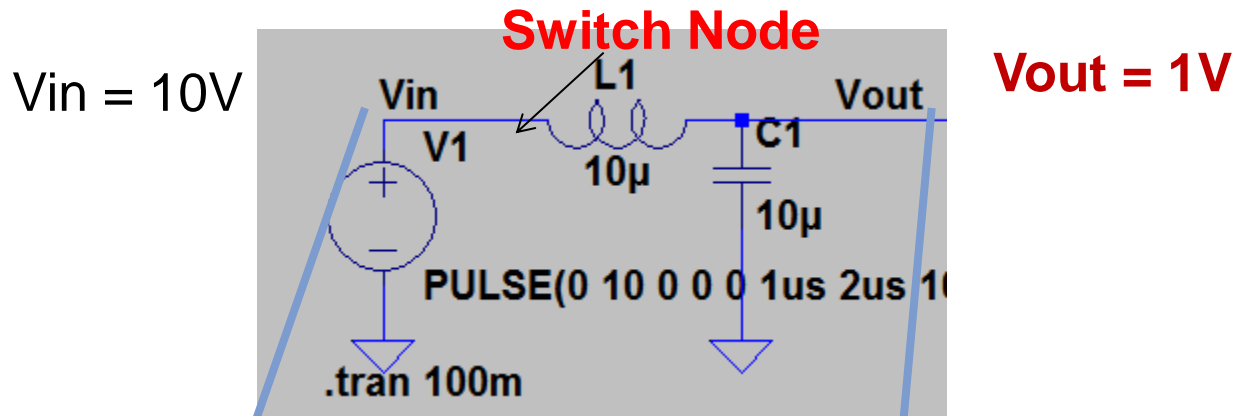 Switch Node
Vin = 10V
Vout = 1V
Vin
L1
Vout
V1
C1
10µ
10µ
PULSE(0 10 0 0 0 1us 2us
.tran 100m